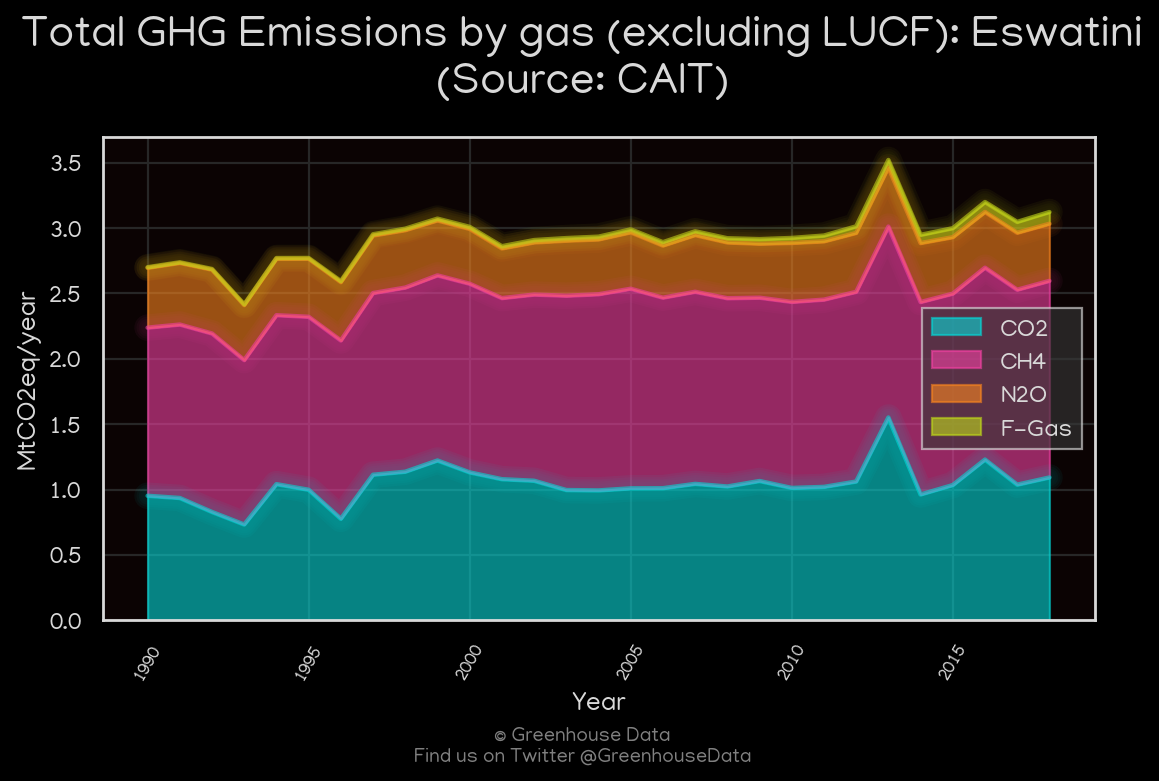 Total GHG Emissions by gas (excluding LUCF): Eswatini
(Source: CAIT)
3.5
3.0
2.5
2.0
1.5
1.0
0.5
0.0
MtCO2eq/year
CO2
CH4
N2O
F-Gas
1990
1995
2000
2005
2010
2015
Year
© Greenhouse Data
Find us on Twitter @GreenhouseData